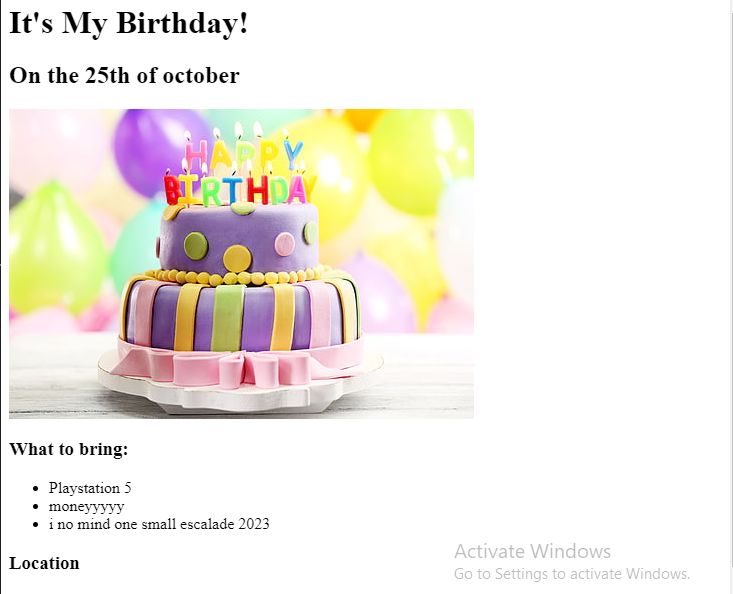 It's My Birthday!
On the 25th of october
HAPPY
BIRTHDAY
What to bring:
Playstation 5
moneyyyyy
i no mind one small escalade 2023
Location
Activate Windows
Go to Settings to activate Windows.